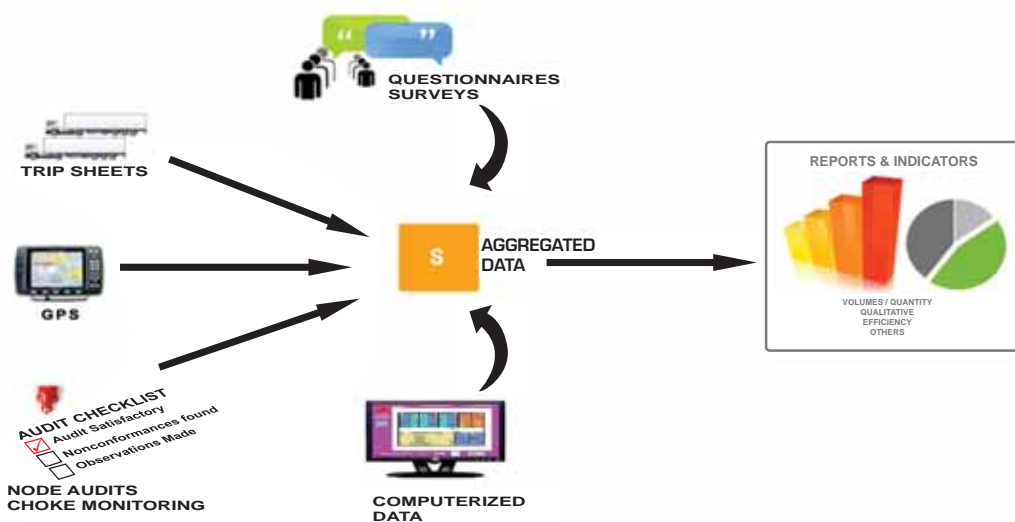 “ ”
QUESTIONNAIRES
SURVEYS
TRIP SHEETS
GPS
AUDIT CHECKLIST
Audit Satisfactory
Nonconformances found
Observations Made
NODE AUDITS
CHOKE MONITORING
S
AGGREGATED
DATA
COMPUTERIZED
DATA
REPORTS & INDICATORS
VOLUMES / QUANTITY
QUALITATIVE
EFFICIENCY
OTHERS